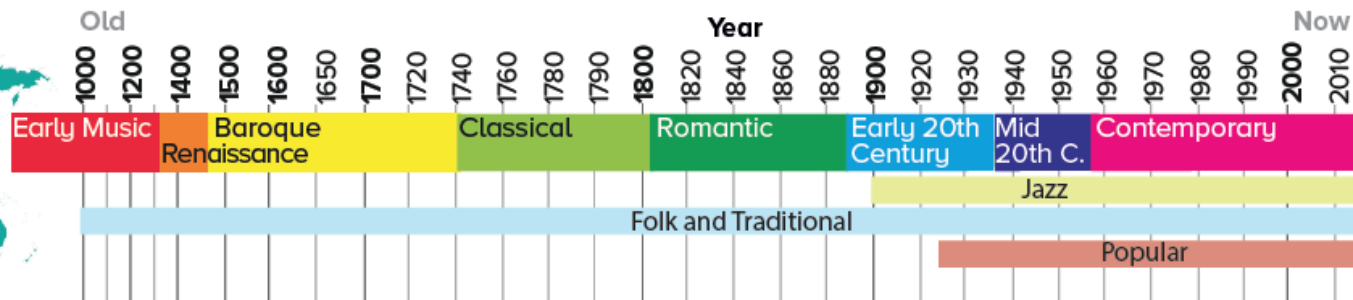 Old Year Now
1000 1200 1400 1500 1600 1650 1700 1720 1740 1760 1780 1790 1800 1820 1840 1860 1880 1900 1920 1930 1940 1950 1960 1970 1980 1990 2000 2010
Early Music Baroque Classical Romantic Early 20th Mid Contemporary
Renaissance Century 20th C.
Jazz
Folk and Traditional
Popular